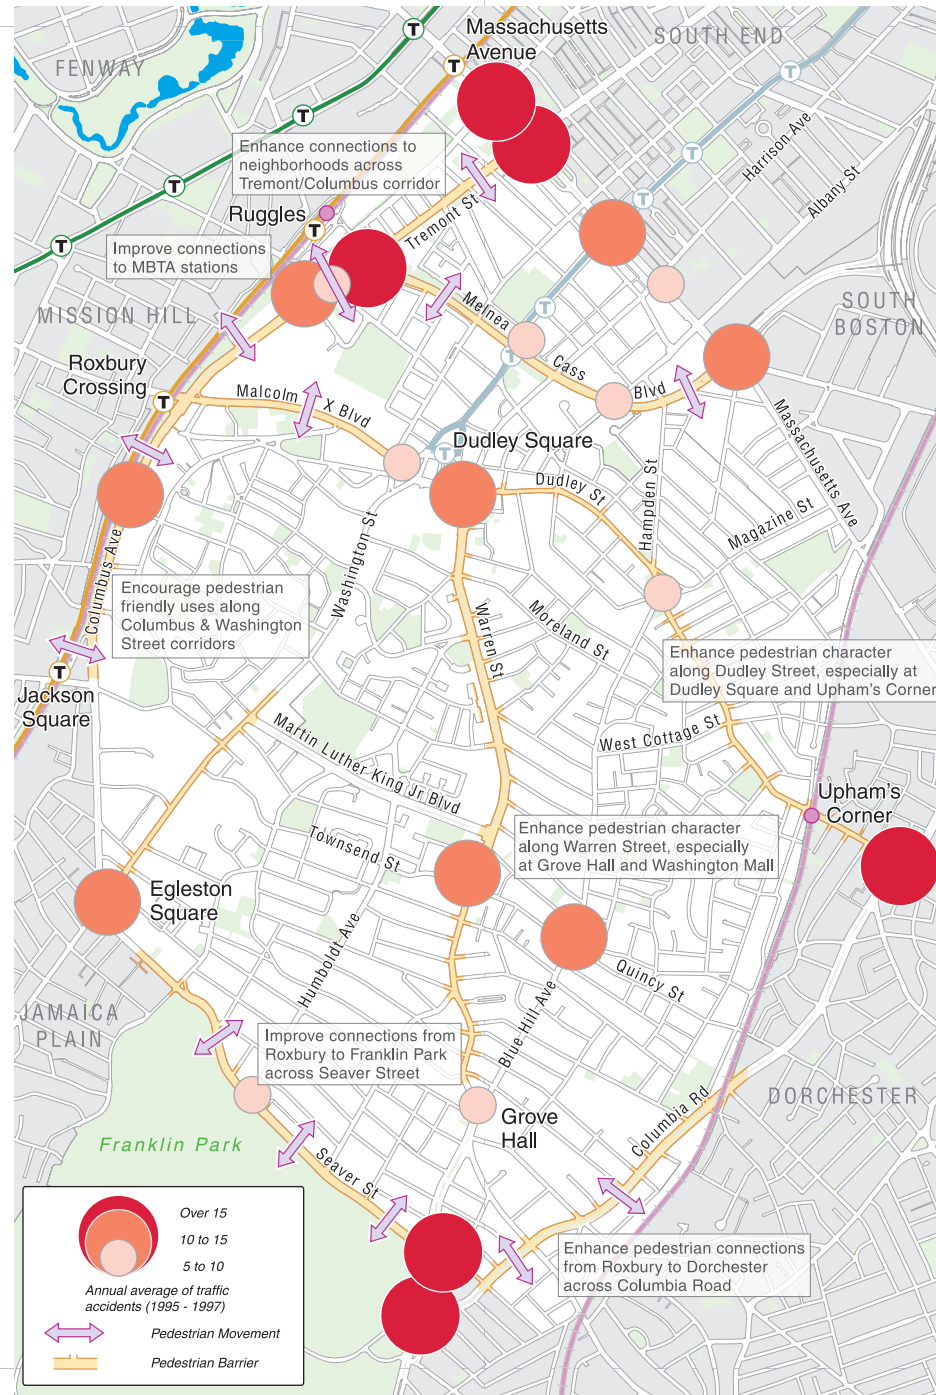 Massachusetts
Avenue
SOUTH END
FENWAY
T
T
T
T
T
T
T
T
T
T
T
T
T
T
Harrison Ave
Albany St
Enhance connections to
neighborhoods across
Tremont/Columbus corridor
Ruggles
Tremont St
Improve connections
to MBTA stations
MISSION HILL
SOUTH
BOSTON
Melnea
Cass
Blvd
Roxbury
Crossing
Malcolm
X Blvd
Dudley Square
Massachusetts Ave
Dudley St
Hampden St
Magazine St
Washington St
Columbus Ave
Encourage pedestrian
friendly uses along
Columbus & Washington
Street corridors
Warren St
Moreland St
Enhance pedestrian character
along Dudley Street, especially at
Dudley Square and Upham's Corner
Jackson
Square
West Cottage St
Martin Luther King Jr Blvd
Upham's
Corner
Townsend St
Enhance pedestrian character
along Warren Street, especially
at Grove Hall and Washington Mall
Egleston
Square
Humboldt Ave
Quincy St
Blue Hill Ave
JAMAICA
PLAIN
Improve connections from
Roxbury to Franklin Park
across Seaver Street
DORCHESTER
Grove
Hall
Columbia Rd
Franklin Park
Seaver St
Enhance pedestrian connections
from Roxbury to Dorchester
across Columbia Road
Over 15
10 to 15
5 to 10
Annual average of traffic
accidents (1995 - 1997)
Pedestrian Movement
Pedestrian Barrier